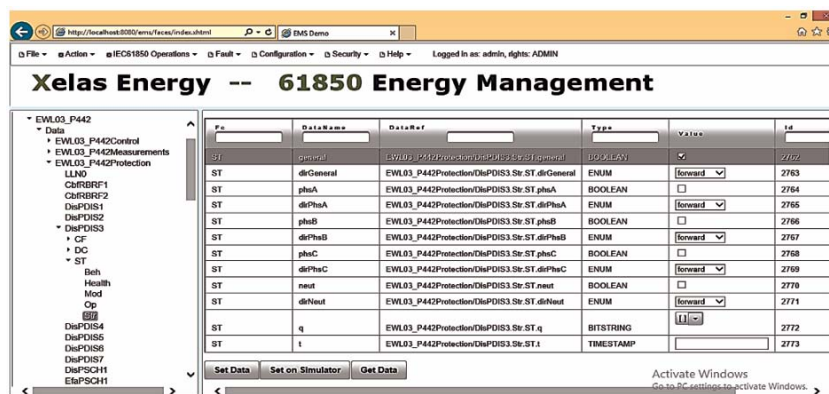 http://localhost:8080/ems/faces/index.xhtml
EMS Demo
File Action IEC61850 Operations Fault Configuration Security Help Logged In as: admin, rights: ADMIN
Xelas Energy -- 61850 Energy Management
EWL03_P442
Data
EWL03_P442Control
EWL03_P442Measurements
EWL03_P442Protection
LLN0
CbfRBRF1
CbfRBRF2
DisPDIS1
DisPDIS2
DisPDIS3
CF
DC
ST
Beh
Health
Mod
Op
Str
DisPDIS4
DisPDIS5
DisPDIS6
DisPDIS7
DisPSCH1
EfaPSCH1
Fc DataName DataRef Type Value Id
ST general EWL03_P442Protection/DisPDIS3.Str.ST.general BOOLEAN 2762
ST dirGeneral EWL03_P442Protection/DisPDIS3.Str.ST.dirGeneral ENUM forward 2763
ST phsA EWL03_P442Protection/DisPDIS3.Str.ST.phsA BOOLEAN 2764
ST dirPhsA EWL03_P442Protection/DisPDIS3.Str.ST.dirPhsA ENUM forward 2765
ST phsB EWL03_P442Protection/DisPDIS3.Str.ST.phsB BOOLEAN 2766
ST dirPhsB EWL03_P442Protection/DisPDIS3.Str.ST.dirPhsB ENUM forward 2767
ST phsC EWL03_P442Protection/DisPDIS3.Str.ST.phsC BOOLEAN 2768
ST dirPhsC EWL03_P442Protection/DisPDIS3.Str.ST.dirPhsC ENUM forward 2769
ST neut EWL03_P442Protection/DisPDIS3.Str.ST.neut BOOLEAN 2770
ST dirNeut EWL03_P442Protection/DisPDIS3.Str.ST.dirNeut ENUM forward 2771
ST q EWL03_P442Protection/DisPDIS3.Str.ST.q BITSTRING [ ] 2772
ST t EWL03_P442Protection/DisPDIS3.Str.ST.t TIMESTAMP 2773
Set Data Set on Simulator Get Data
Activate Windows
Go to PC settings to activate Windows.